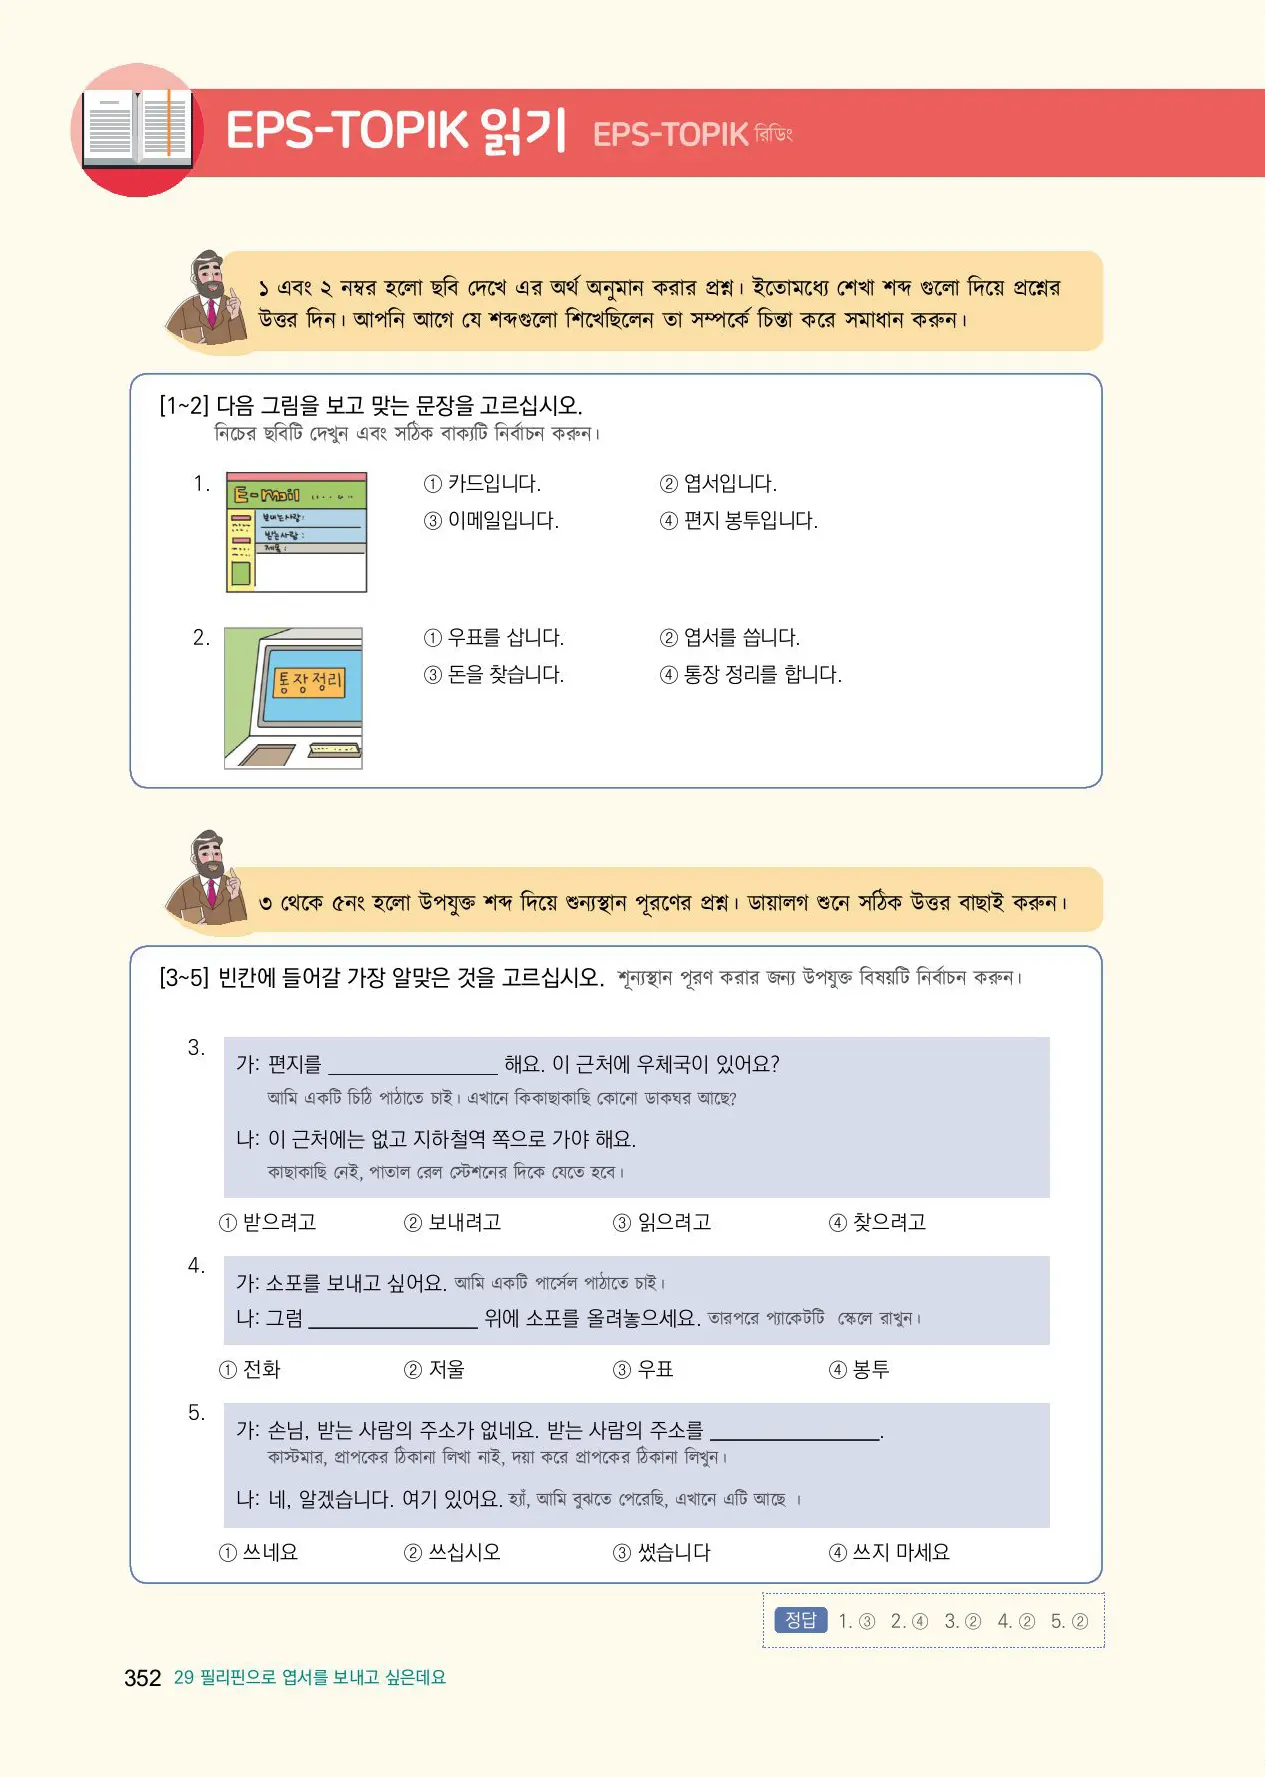 EPS-TOPIK 읽기 EPS-TOPIK রিডিং
১ এবং ২ নম্বর হলো ছবি দেখে এর অর্থ অনুমান করার প্রশ্ন। ইতোমধ্যে শেখা শব্দ গুলো দিয়ে প্রশ্নের
উত্তর দিন। আপনি আগে যে শব্দগুলো শিখেছিলেন তা সম্পর্কে চিন্তা করে সমাধান করুন।
[1~2] 다음 그림을 보고 맞는 문장을 고르십시오.
নিচের ছবিটি দেখুন এবং সঠিক বাক্যটি নির্বাচন করুন।
1.
E-mail
보내는사람:
받는사람:
제목:
① 카드입니다. ② 엽서입니다.
③ 이메일입니다. ④ 편지 봉투입니다.
2.
통장정리
① 우표를 삽니다. ② 엽서를 씁니다.
③ 돈을 찾습니다. ④ 통장 정리를 합니다.
৩ থেকে ৫নং হলো উপযুক্ত শব্দ দিয়ে শুন্যস্থান পূরণের প্রশ্ন। ডায়ালগ শুনে সঠিক উত্তর বাছাই করুন।
[3~5] 빈칸에 들어갈 가장 알맞은 것을 고르십시오. শূন্যস্থান পূরণ করার জন্য উপযুক্ত বিষয়টি নির্বাচন করুন।
3.
가: 편지를 ________ 해요. 이 근처에 우체국이 있어요?
আমি একটি চিঠি পাঠাতে চাই। এখানে কিকাছাকাছি কোনো ডাকঘর আছে?
나: 이 근처에는 없고 지하철역 쪽으로 가야 해요.
কাছাকাছি নেই, পাতাল রেল স্টেশনের দিকে যেতে হবে।
① 받으려고 ② 보내려고 ③ 읽으려고 ④ 찾으려고
4.
가: 소포를 보내고 싶어요. আমি একটি পার্সেল পাঠাতে চাই।
나: 그럼 ________ 위에 소포를 올려놓으세요. তারপরে প্যাকেটটি স্কেলে রাখুন।
① 전화 ② 저울 ③ 우표 ④ 봉투
5.
가: 손님, 받는 사람의 주소가 없네요. 받는 사람의 주소를 ________.
কাস্টমার, প্রাপকের ঠিকানা লিখা নাই, দয়া করে প্রাপকের ঠিকানা লিখুন।
나: 네, 알겠습니다. 여기 있어요. হ্যাঁ, আমি বুঝতে পেরেছি, এখানে এটি আছে ।
① 쓰네요 ② 쓰십시오 ③ 썼습니다 ④ 쓰지 마세요
정답 1. ③ 2. ④ 3. ② 4. ② 5. ②
352 29 필리핀으로 엽서를 보내고 싶은데요